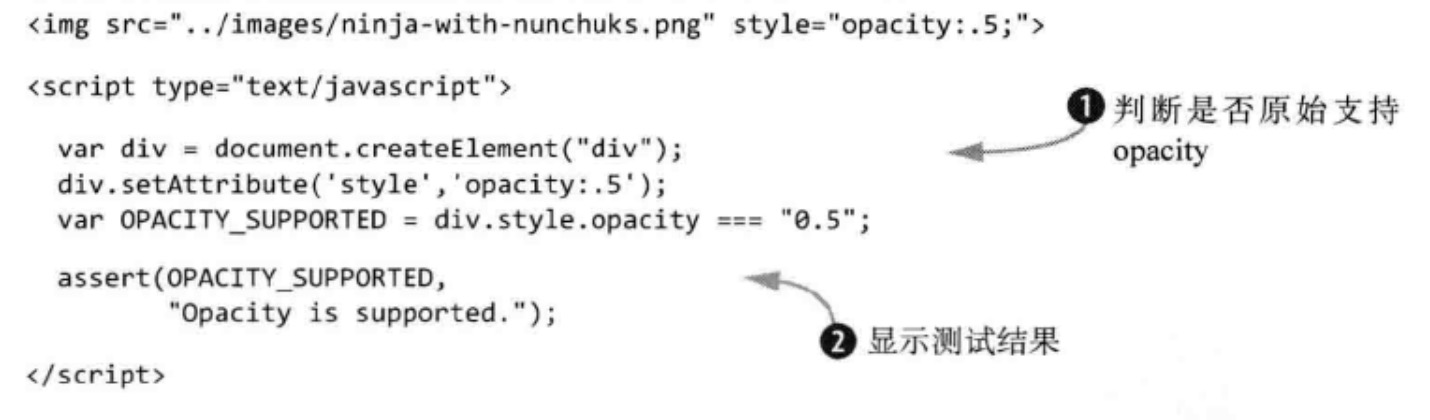 <img src="../images/ninja-with-nunchuks.png" style="opacity:.5;">
<script type="text/javascript">
var div = document.createElement("div");
div.setAttribute('style','opacity:.5');
var OPACITY_SUPPORTED = div.style.opacity === "0.5";
❶ 判断是否原始支持
opacity
assert(OPACITY_SUPPORTED,
"Opacity is supported.");
❷ 显示测试结果
</script>